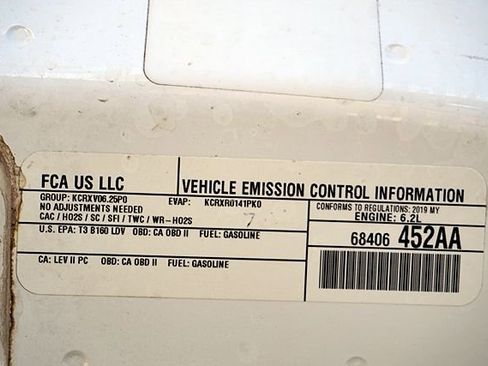 FCA US LLC
VEHICLE EMISSION CONTROL INFORMATION
GROUP: KCRXV06.25P0 EVAP: KCRXR0141PK0
NO ADJUSTMENTS NEEDED
CAC / HO2S / SC / SFI / TWC / WR-HO2S
7
U.S. EPA: T3 B160 LDV OBD: CA OBD II FUEL: GASOLINE
CA: LEV II PC OBD: CA OBD II FUEL: GASOLINE
CONFORMS TO REGULATIONS: 2019 MY
ENGINE: 6.2L
68406 452AA